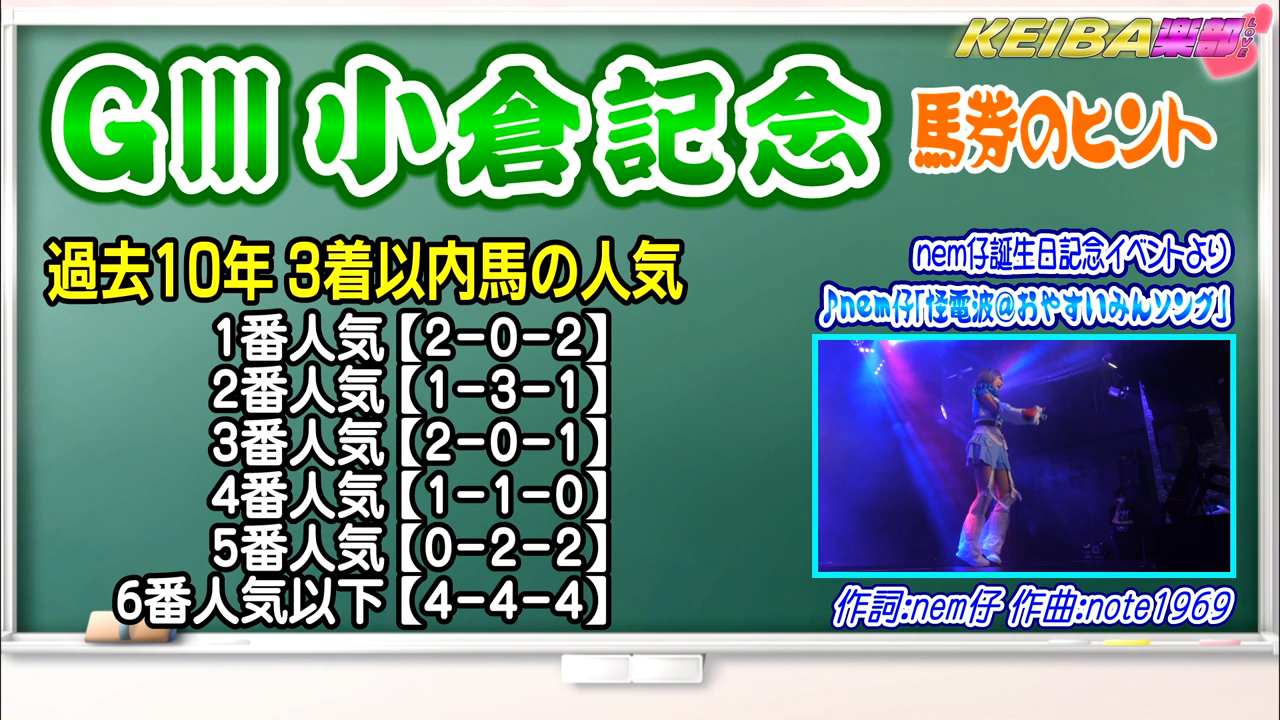 KEIBA楽部 LOVE
GIII 小倉記念
馬券のヒント
過去10年 3着以内馬の人気
1番人気【2-0-2】
2番人気【1-3-1】
3番人気【2-0-1】
4番人気【1-1-0】
5番人気【0-2-2】
6番人気以下【4-4-4】
nem仔誕生日記念イベントより
♪nem仔「怪電波@おやすいみんソング」
作詞:nem仔 作曲:note1969